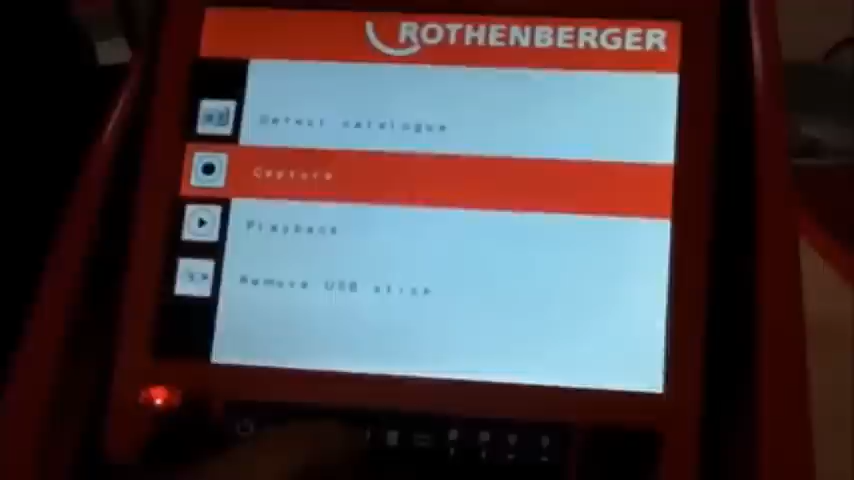 ROTHENBERGER
Defect catalogue
Capture
Playback
Remove USB stick